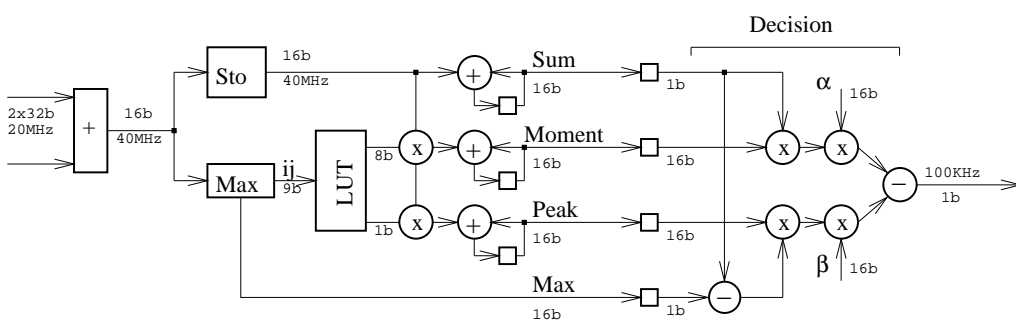 Decision
16b
Sum
Sto
+
40MHz
16b
1b
α
16b
2x32b
20MHz
+
16b
40MHz
Moment
8b
x
+
16b
16b
x
x
LUT
ij
Max
9b
−
100KHz
1b
Peak
1b
x
+
16b
16b
x
x
β
16b
Max
16b
1b
−